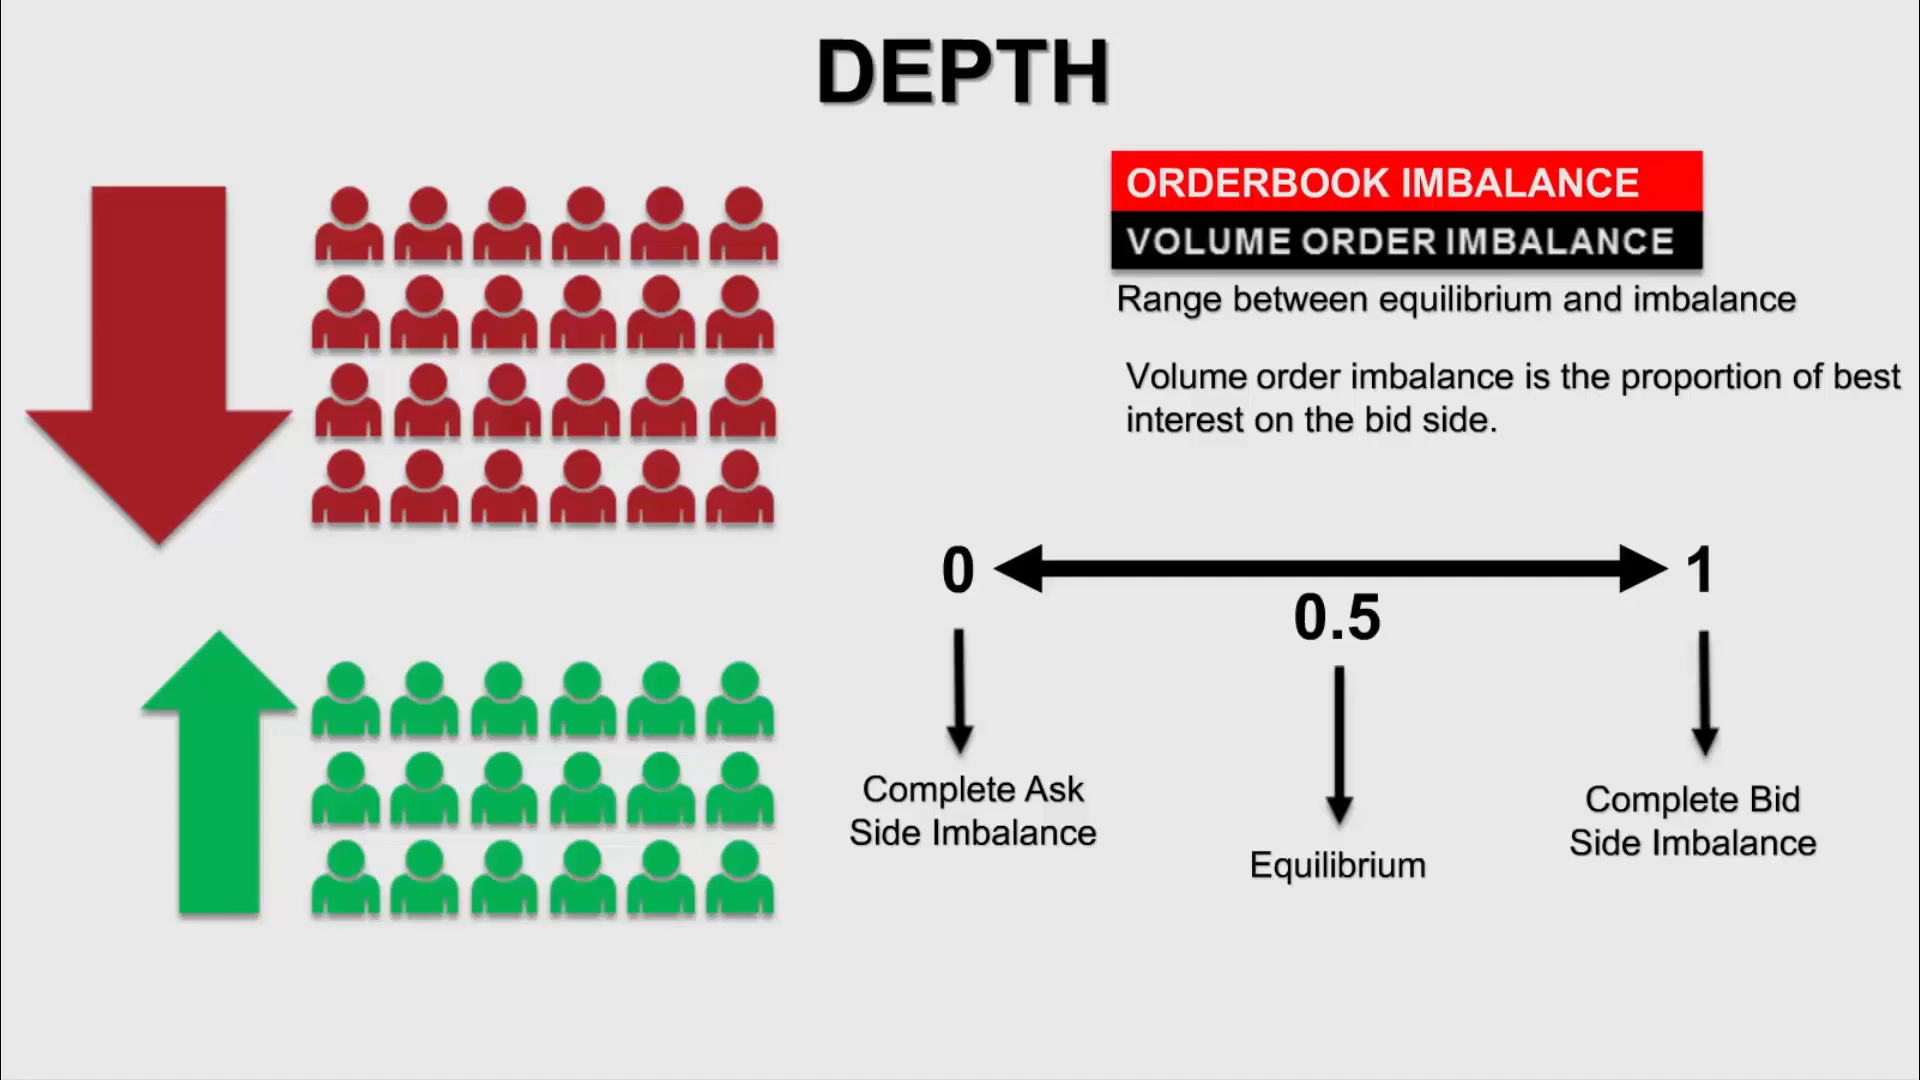 DEPTH
ORDERBOOK IMBALANCE
VOLUME ORDER IMBALANCE
Range between equilibrium and imbalance
Volume order imbalance is the proportion of best
interest on the bid side.
0
1
0.5
Complete Ask
Side Imbalance
Equilibrium
Complete Bid
Side Imbalance